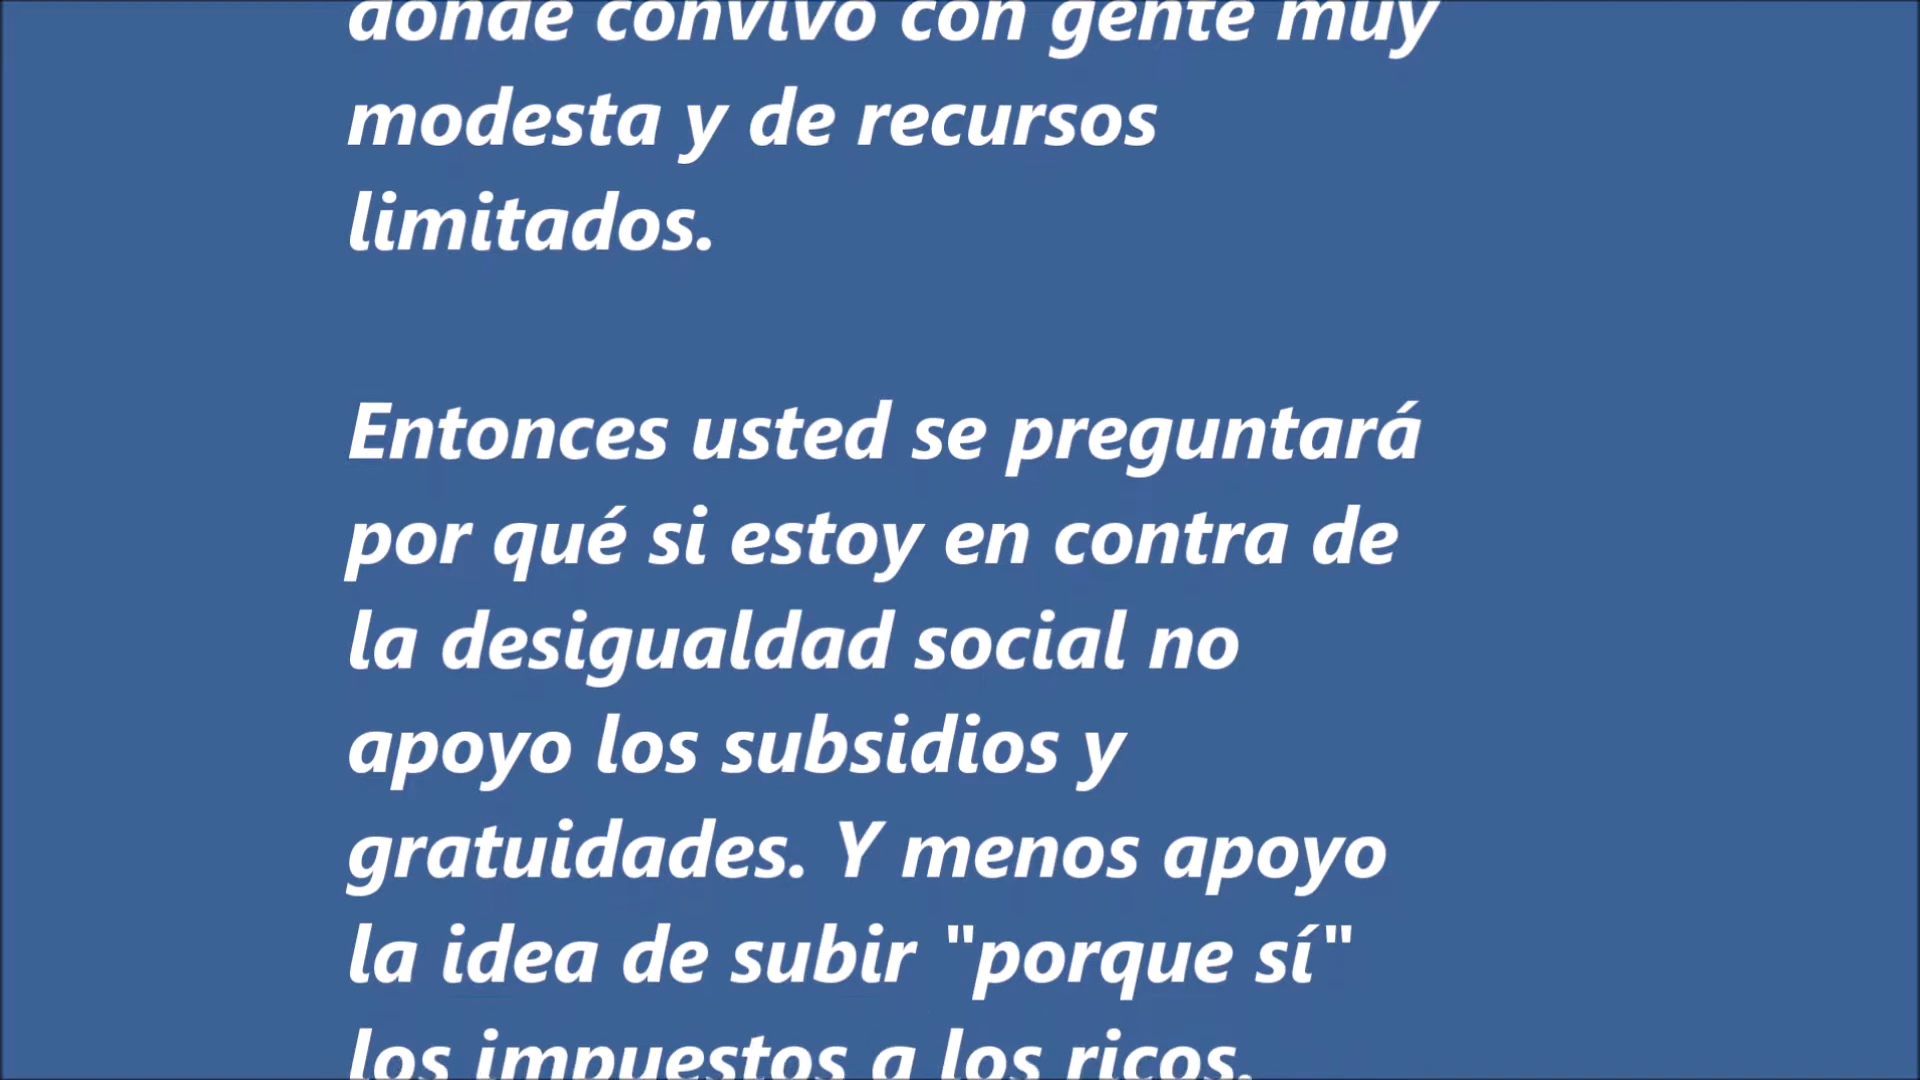 donde convivo con gente muy
modesta y de recursos
limitados.
Entonces usted se preguntará
por qué si estoy en contra de
la desigualdad social no
apoyo los subsidios y
gratuidades. Y menos apoyo
la idea de subir "porque sí"
los impuestos a los ricos.